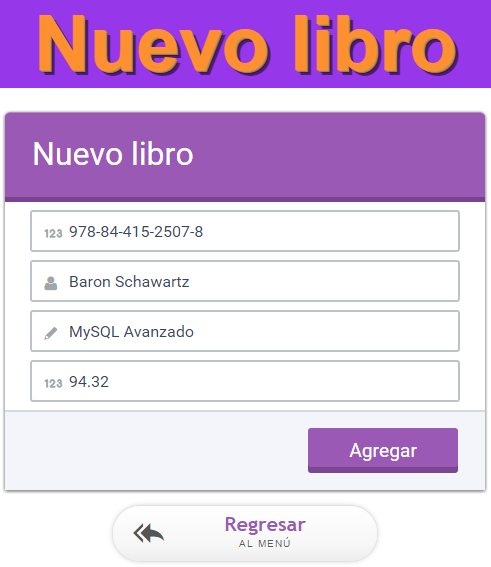 Nuevo libro
Nuevo libro
123 978-84-415-2507-8
Baron Schawartz
MySQL Avanzado
123 94.32
Agregar
Regresar
AL MENÚ